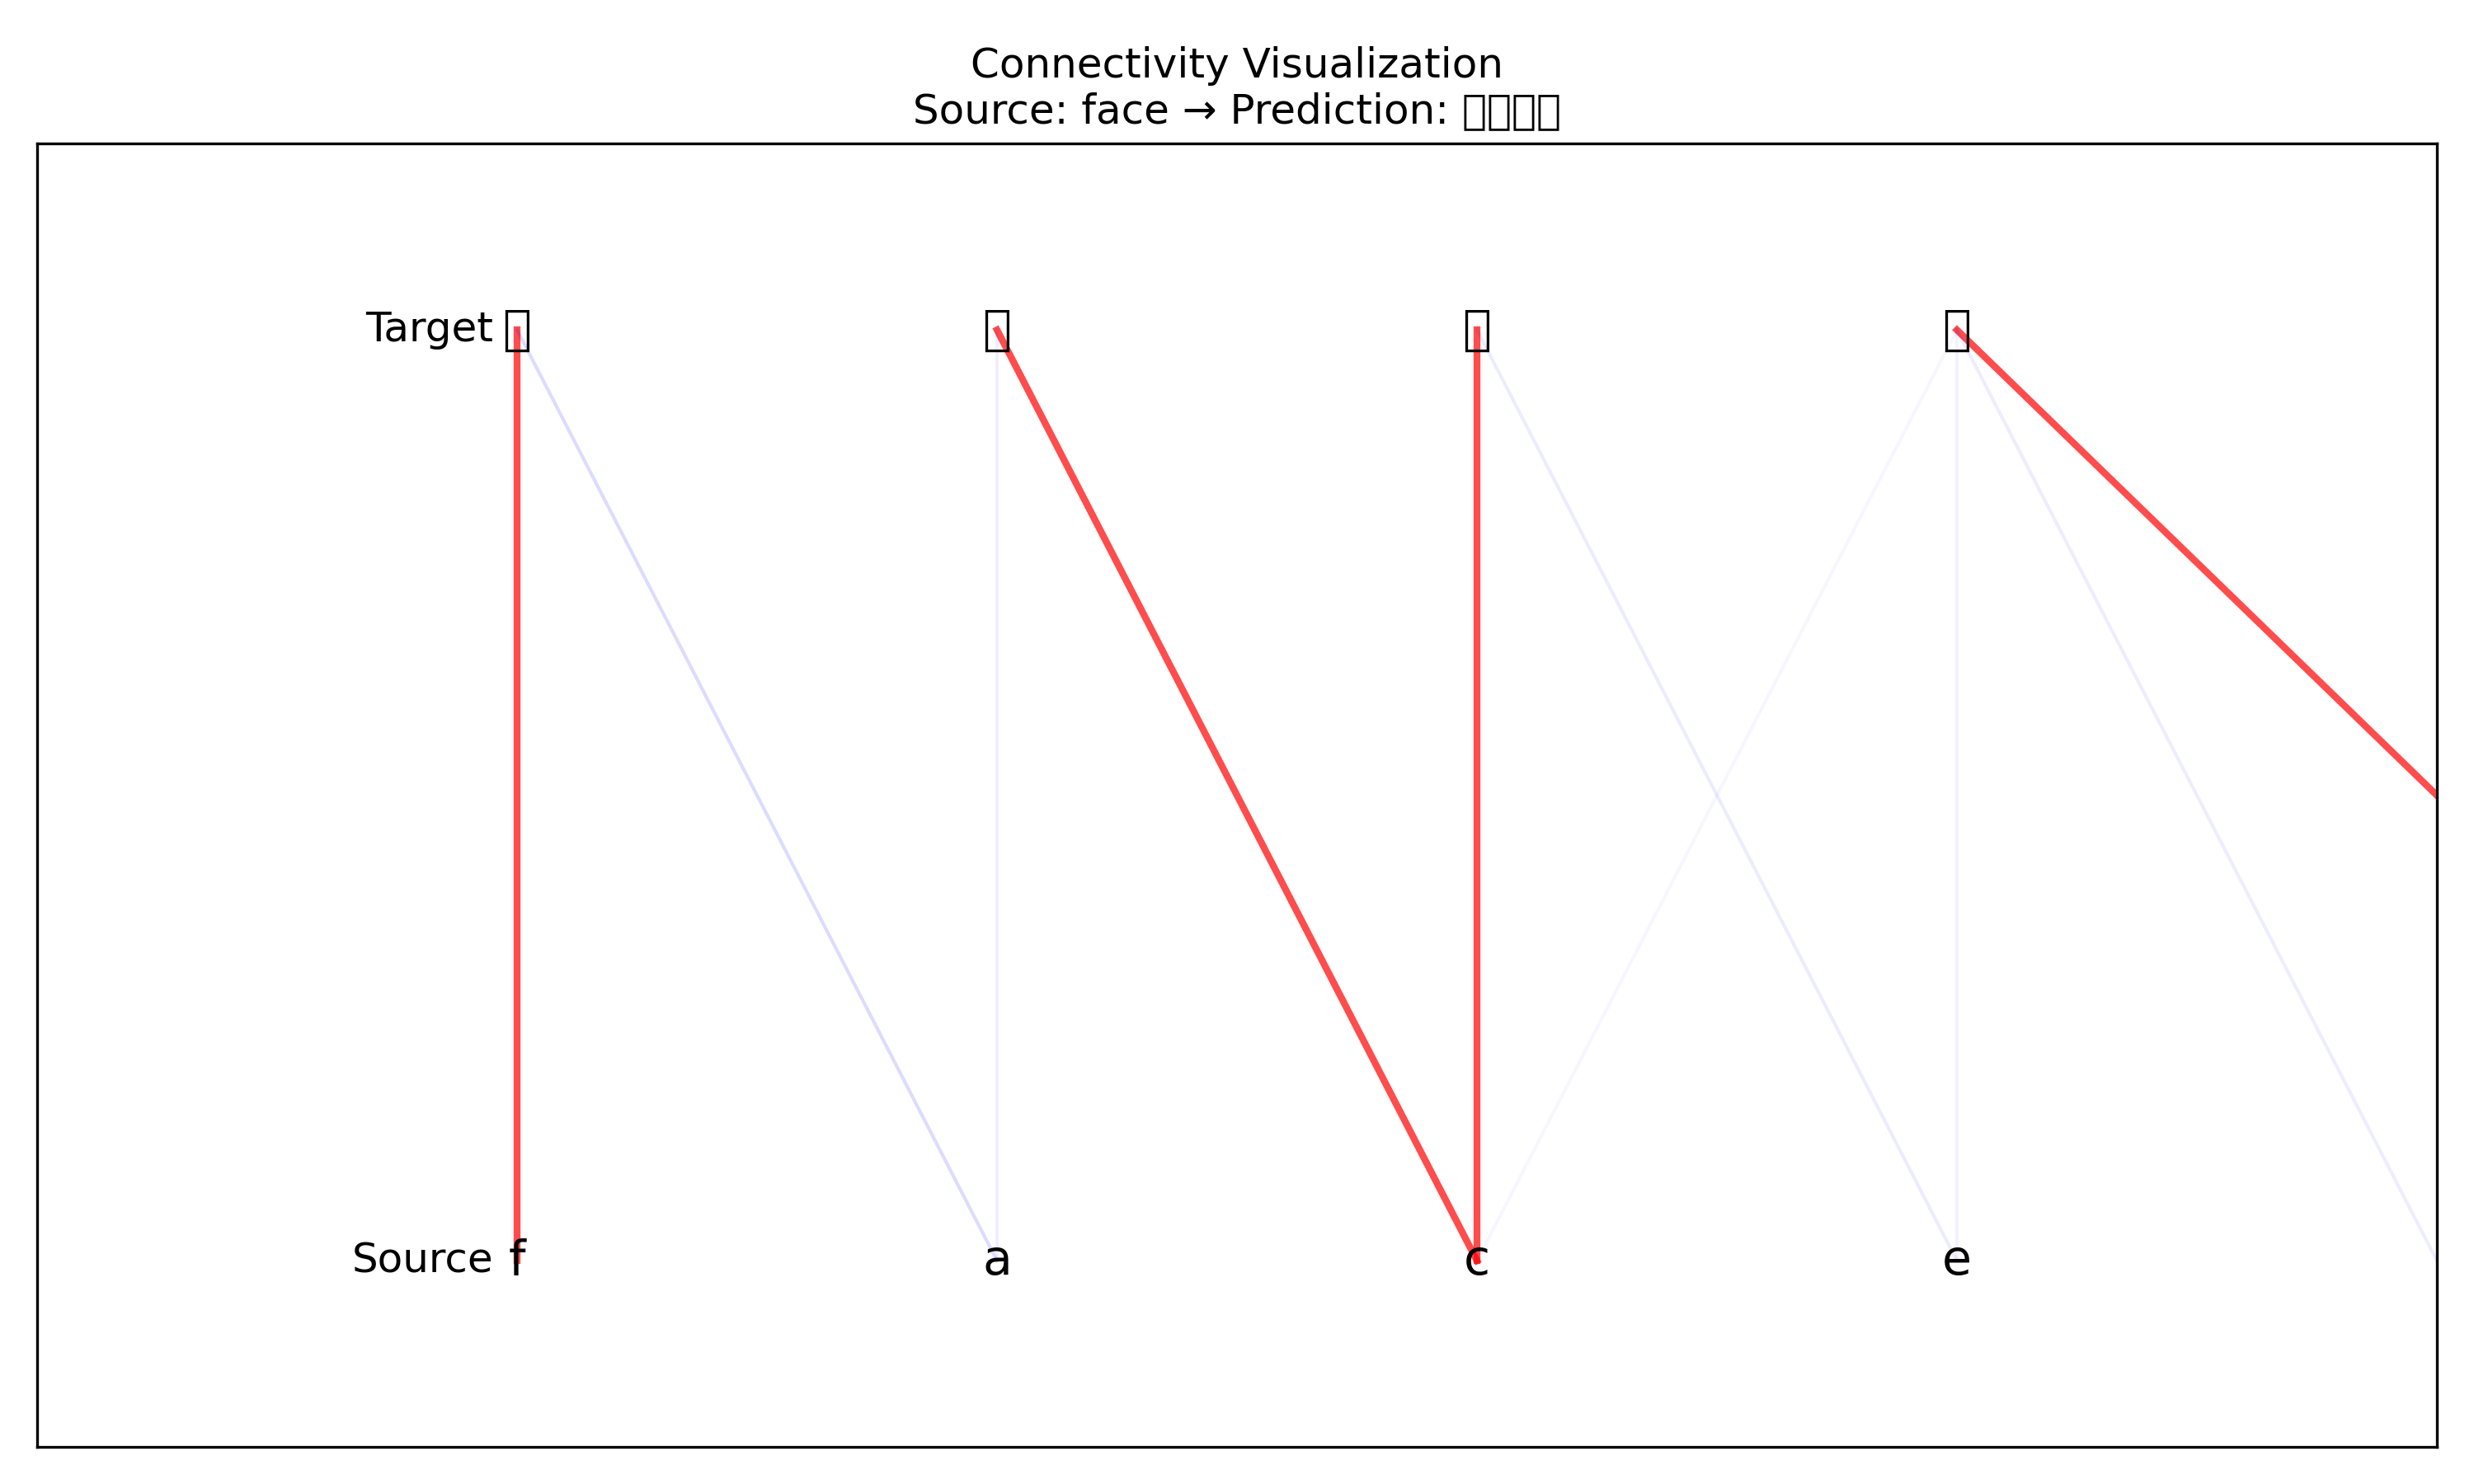 Connectivity Visualization
Source: face → Prediction:
Target
Source f a c e